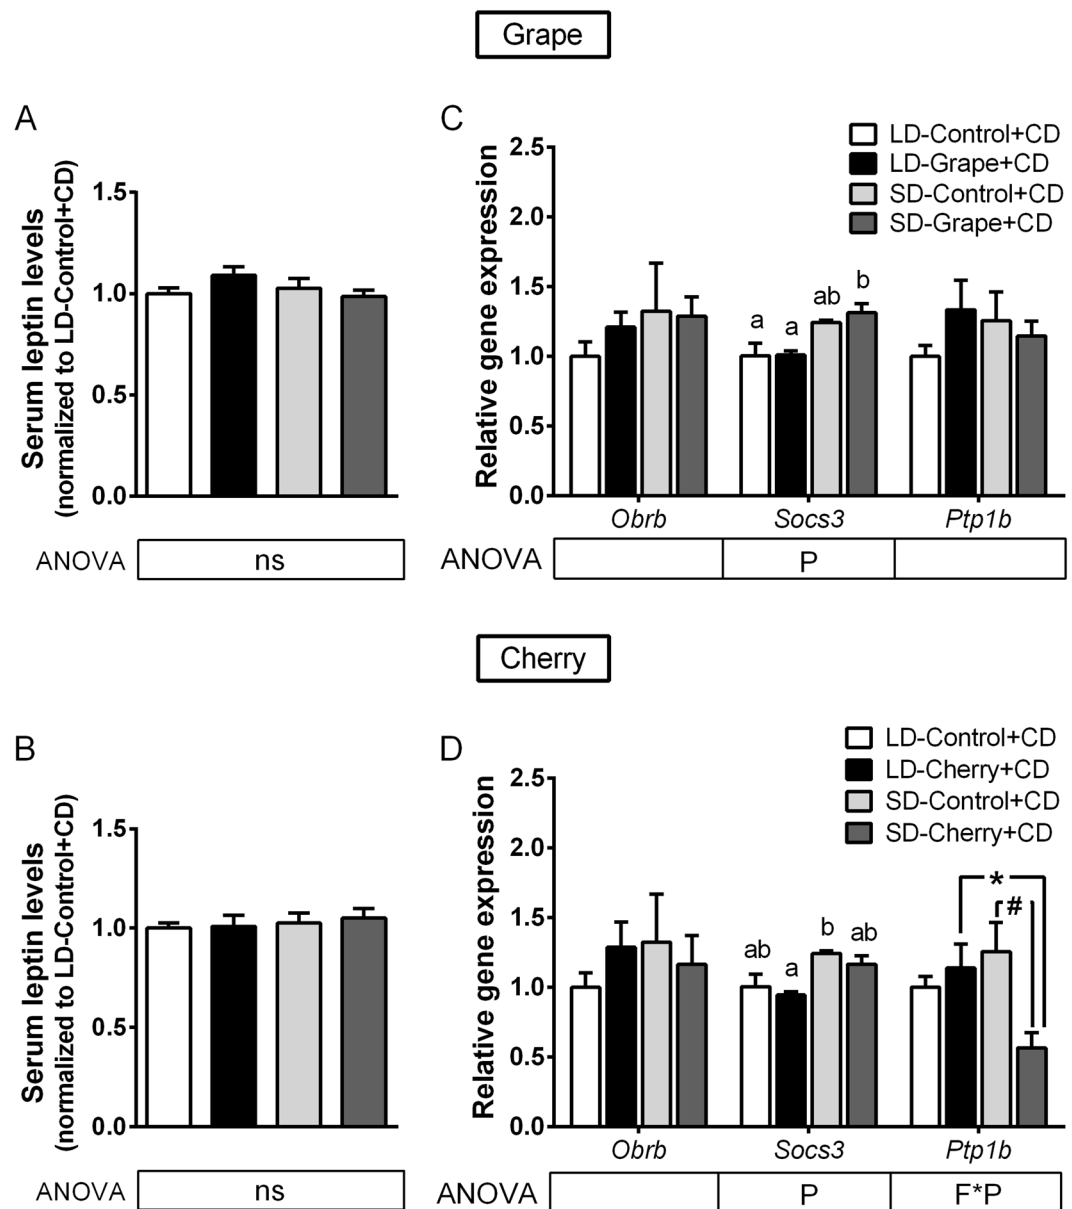 Grape
A
Serum leptin levels
(normalized to LD-Control+CD)
1.5
1.0
0.5
0.0
ANOVA
ns
C
LD-Control+CD
LD-Grape+CD
SD-Control+CD
SD-Grape+CD
Relative gene expression
2.5
2.0
1.5
1.0
0.5
0.0
a
a
ab
b
Obrb
Socs3
Ptp1b
ANOVA
P
Cherry
B
Serum leptin levels
(normalized to LD-Control+CD)
1.5
1.0
0.5
0.0
ANOVA
ns
D
LD-Control+CD
LD-Cherry+CD
SD-Control+CD
SD-Cherry+CD
Relative gene expression
2.5
2.0
1.5
1.0
0.5
0.0
ab
a
b
ab
*
#
Obrb
Socs3
Ptp1b
ANOVA
P
F*P